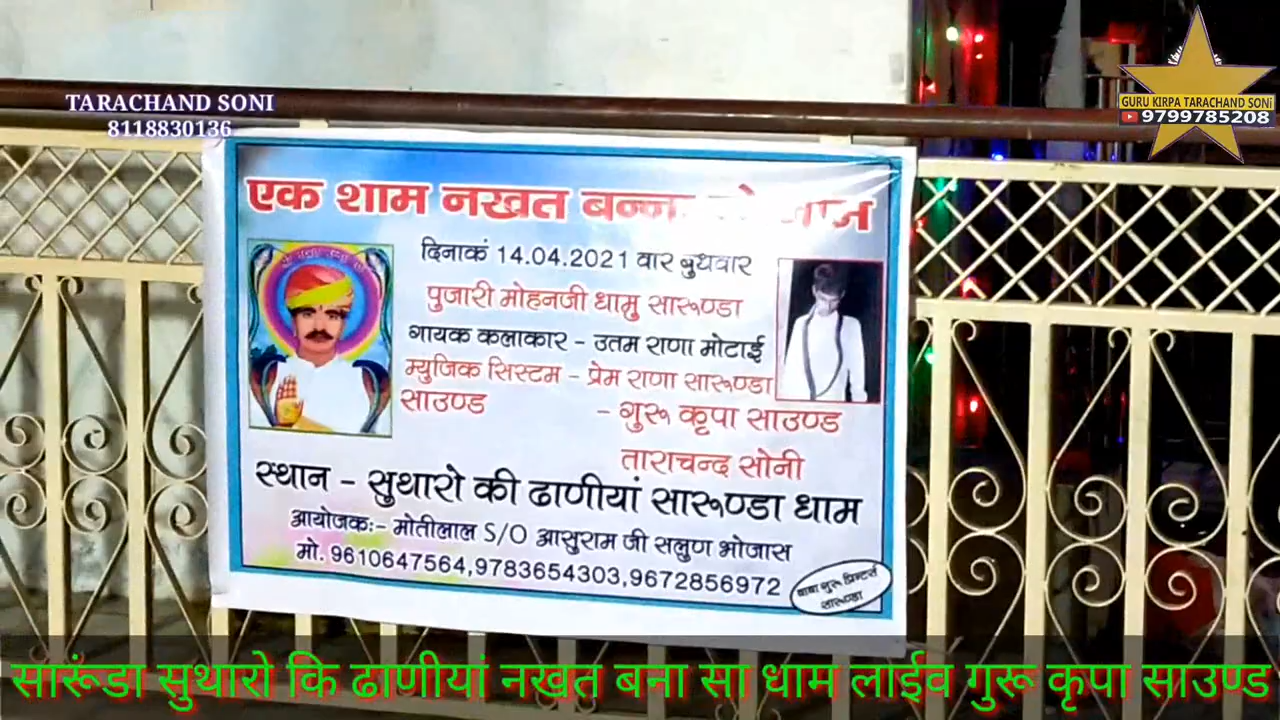 TARACHAND SONI
8118830136
GURU KIRPA TARACHAND SONi
9799785208
एक शाम नखत बन्ना
दिनाकं 14.04.2021 वार बुधवार
पुजारी मोहनजी धामु सारूण्डा
गायक कलाकार - उतम राणा मोटाई
म्युजिक सिस्टम - प्रेम राणा सारूण्डा
साउण्ड - गुरू कृपा साउण्ड
ताराचन्द सोनी
स्थान - सुथारो की ढाणीयां सारूण्डा धाम
आयोजकः- मोतीलाल S/O आसुराम जी सलुण भोजास
मो. 9610647564,9783654303,9672856972
बाबा गुरू प्रिन्टर्स
सारूण्डा
सारूंडा सुथारो कि ढाणीयां नखत बना सा धाम लाईव गुरू कृपा साउण्ड